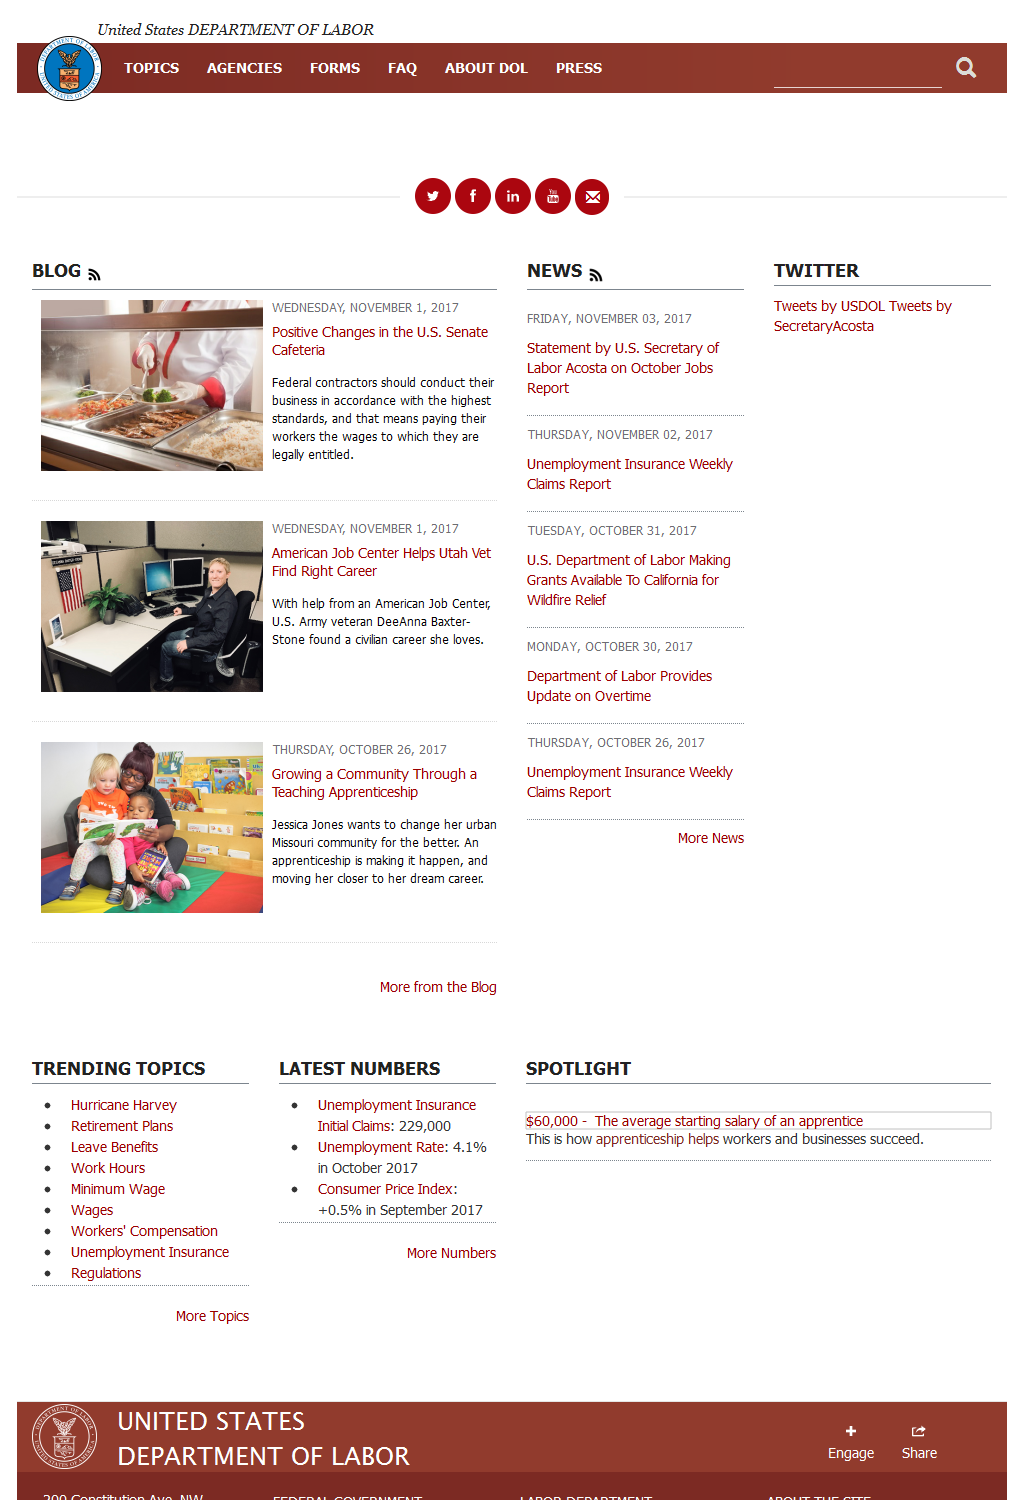 United States DEPARTMENT OF LABOR
TOPICS AGENCIES FORMS FAQ ABOUT DOL PRESS
BLOG
WEDNESDAY, NOVEMBER 1, 2017
Positive Changes in the U.S. Senate
Cafeteria
Federal contractors should conduct their
business in accordance with the highest
standards, and that means paying their
workers the wages to which they are
legally entitled.
WEDNESDAY, NOVEMBER 1, 2017
American Job Center Helps Utah Vet
Find Right Career
With help from an American Job Center,
U.S. Army veteran DeeAnna Baxter-
Stone found a civilian career she loves.
THURSDAY, OCTOBER 26, 2017
Growing a Community Through a
Teaching Apprenticeship
Jessica Jones wants to change her urban
Missouri community for the better. An
apprenticeship is making it happen, and
moving her closer to her dream career.
More from the Blog
NEWS
FRIDAY, NOVEMBER 03, 2017
Statement by U.S. Secretary of
Labor Acosta on October Jobs
Report
THURSDAY, NOVEMBER 02, 2017
Unemployment Insurance Weekly
Claims Report
TUESDAY, OCTOBER 31, 2017
U.S. Department of Labor Making
Grants Available To California for
Wildfire Relief
MONDAY, OCTOBER 30, 2017
Department of Labor Provides
Update on Overtime
THURSDAY, OCTOBER 26, 2017
Unemployment Insurance Weekly
Claims Report
More News
TWITTER
Tweets by USDOL Tweets by
SecretaryAcosta
TRENDING TOPICS
Hurricane Harvey
Retirement Plans
Leave Benefits
Work Hours
Minimum Wage
Wages
Workers' Compensation
Unemployment Insurance
Regulations
More Topics
LATEST NUMBERS
Unemployment Insurance
Initial Claims: 229,000
Unemployment Rate: 4.1%
in October 2017
Consumer Price Index:
+0.5% in September 2017
More Numbers
SPOTLIGHT
$60,000 - The average starting salary of an apprentice
This is how apprenticeship helps workers and businesses succeed.
UNITED STATES
DEPARTMENT OF LABOR
Engage Share
200 Constitution Ave. NW
FEDERAL GOVERNMENT
LABOR DEPARTMENT
ABOUT THE SITE